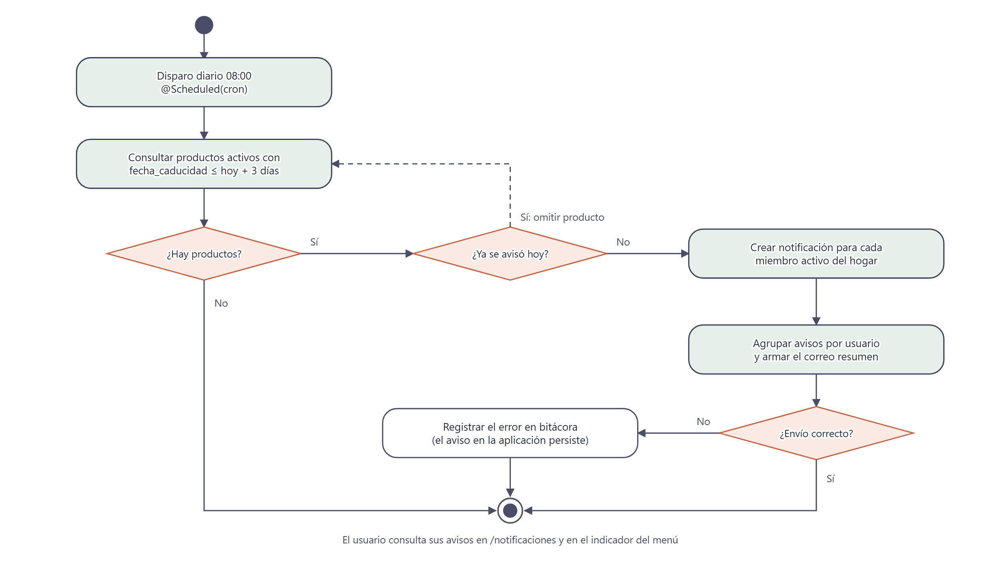 Disparo diario 08:00
@Scheduled(cron)
Consultar productos activos con
fecha_caducidad ≤ hoy + 3 días
Sí: omitir producto
¿Hay productos?
Sí
¿Ya se avisó hoy?
No
Crear notificación para cada
miembro activo del hogar
No
Agrupar avisos por usuario
y armar el correo resumen
Registrar el error en bitácora
(el aviso en la aplicación persiste)
No
¿Envío correcto?
Sí
El usuario consulta sus avisos en /notificaciones y en el indicador del menú